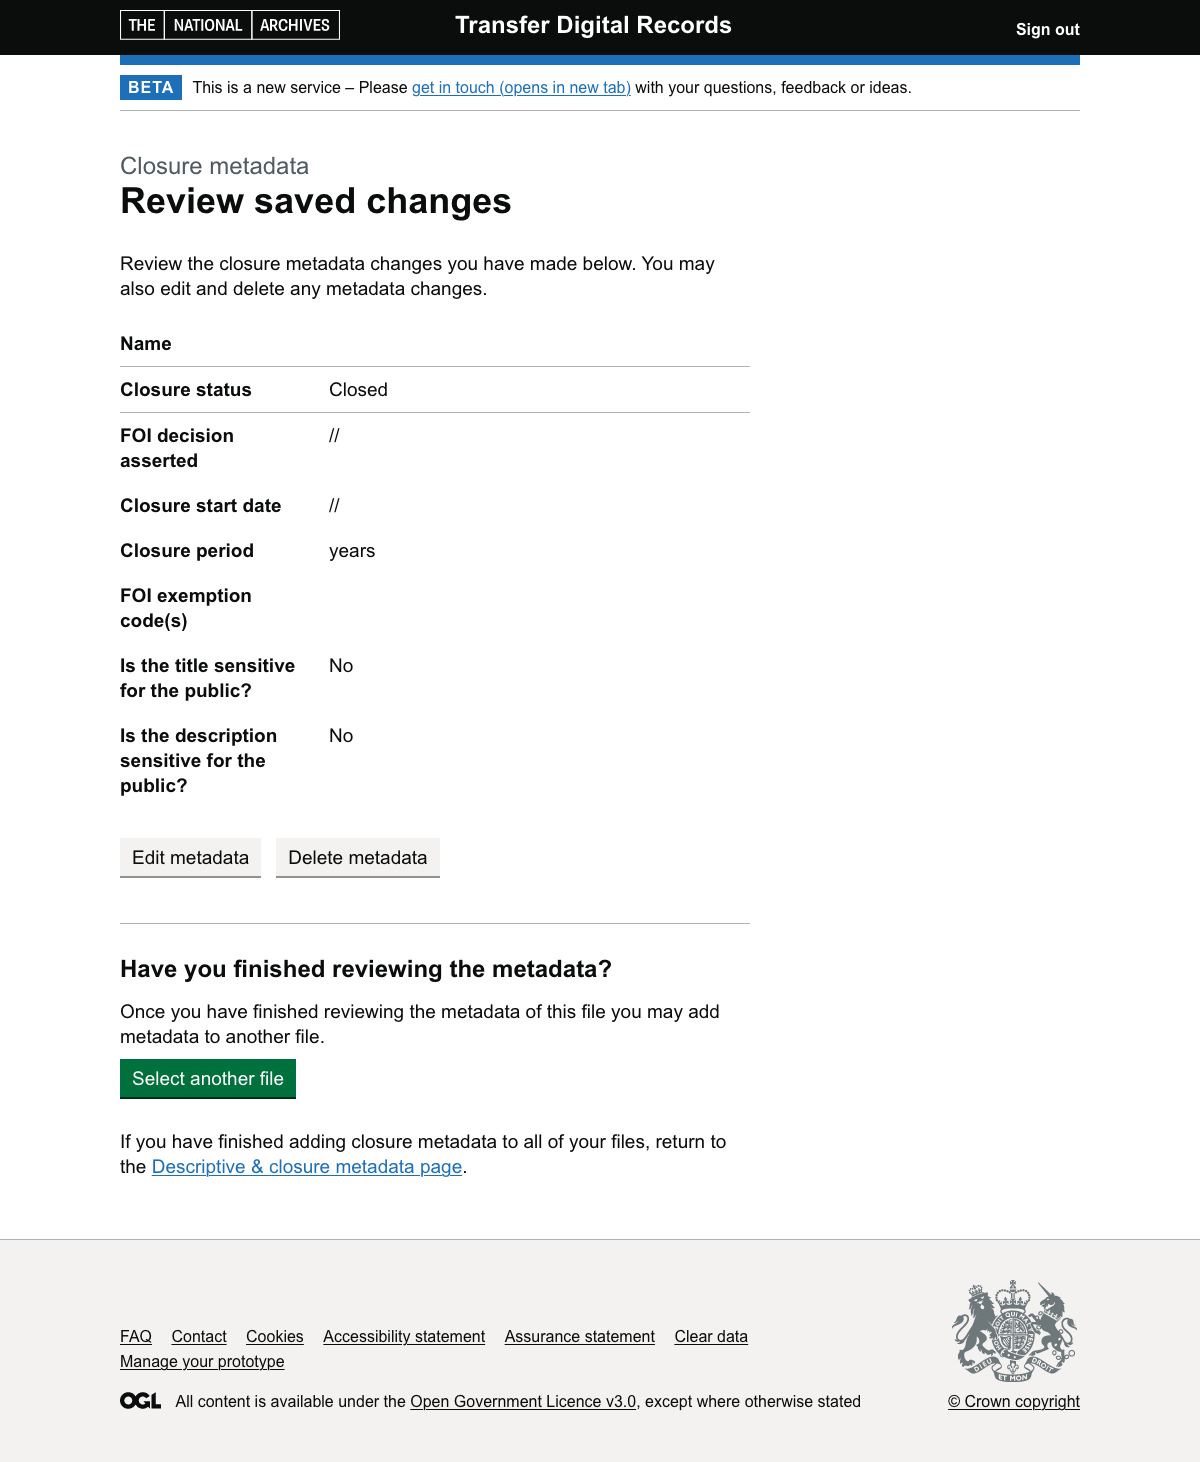 THE NATIONAL ARCHIVES
Transfer Digital Records
Sign out
BETA This is a new service – Please get in touch (opens in new tab) with your questions, feedback or ideas.
Closure metadata
Review saved changes
Review the closure metadata changes you have made below. You may
also edit and delete any metadata changes.
Name
Closure status Closed
FOI decision //
asserted
Closure start date //
Closure period years
FOI exemption
code(s)
Is the title sensitive No
for the public?
Is the description No
sensitive for the
public?
Edit metadata Delete metadata
Have you finished reviewing the metadata?
Once you have finished reviewing the metadata of this file you may add
metadata to another file.
Select another file
If you have finished adding closure metadata to all of your files, return to
the Descriptive & closure metadata page.
FAQ Contact Cookies Accessibility statement Assurance statement Clear data
Manage your prototype
DIEU ET MON DROIT
OGL All content is available under the Open Government Licence v3.0, except where otherwise stated
© Crown copyright